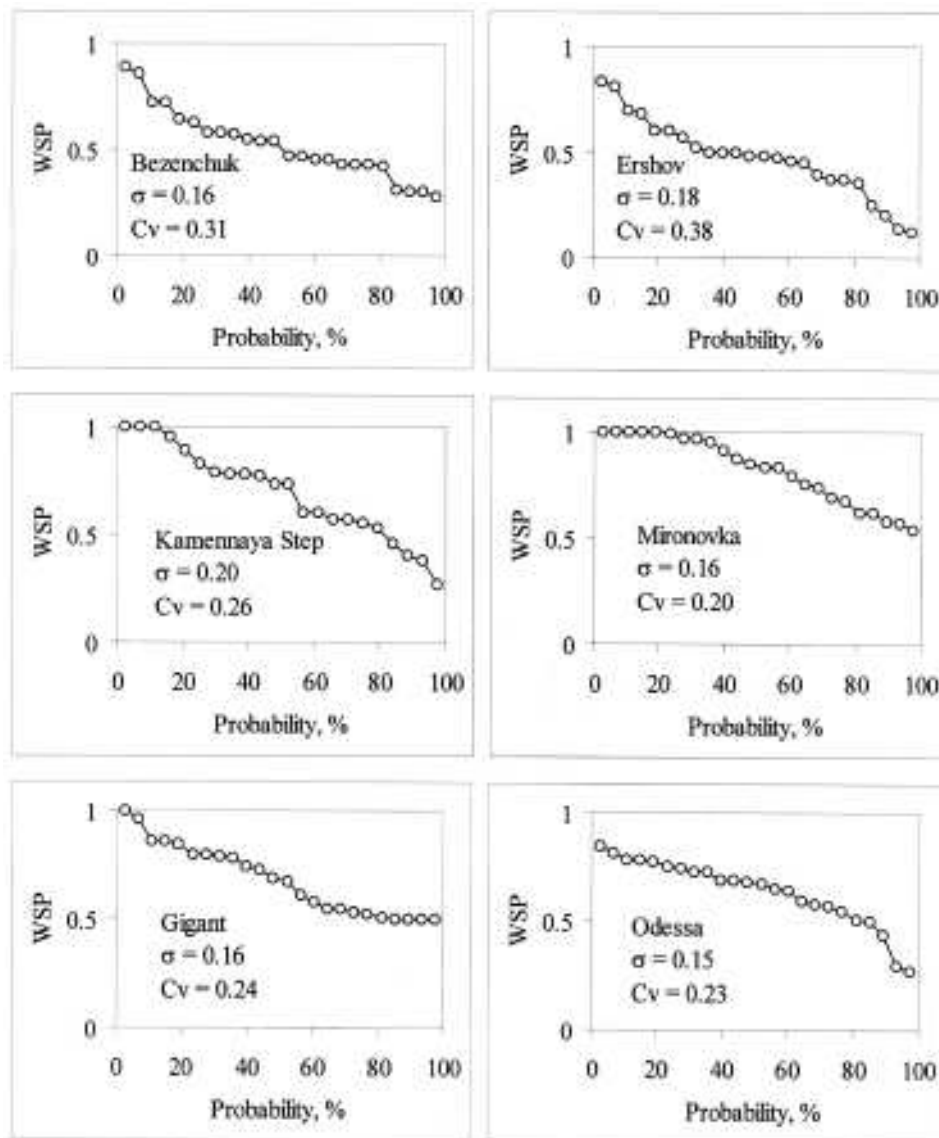 1
WSP
0.5
Bezenchuk
σ = 0.16
Cv = 0.31
0
0 20 40 60 80 100
Probability, %
1
WSP
0.5
Ershov
σ = 0.18
Cv = 0.38
0
0 20 40 60 80 100
Probability, %
1
WSP
0.5
Kamennaya Step
σ = 0.20
Cv = 0.26
0
0 20 40 60 80 100
Probability, %
1
WSP
0.5
Mironovka
σ = 0.16
Cv = 0.20
0
0 20 40 60 80 100
Probability, %
1
WSP
0.5
Gigant
σ = 0.16
Cv = 0.24
0
0 20 40 60 80 100
Probability, %
1
WSP
0.5
Odessa
σ = 0.15
Cv = 0.23
0
0 20 40 60 80 100
Probability, %